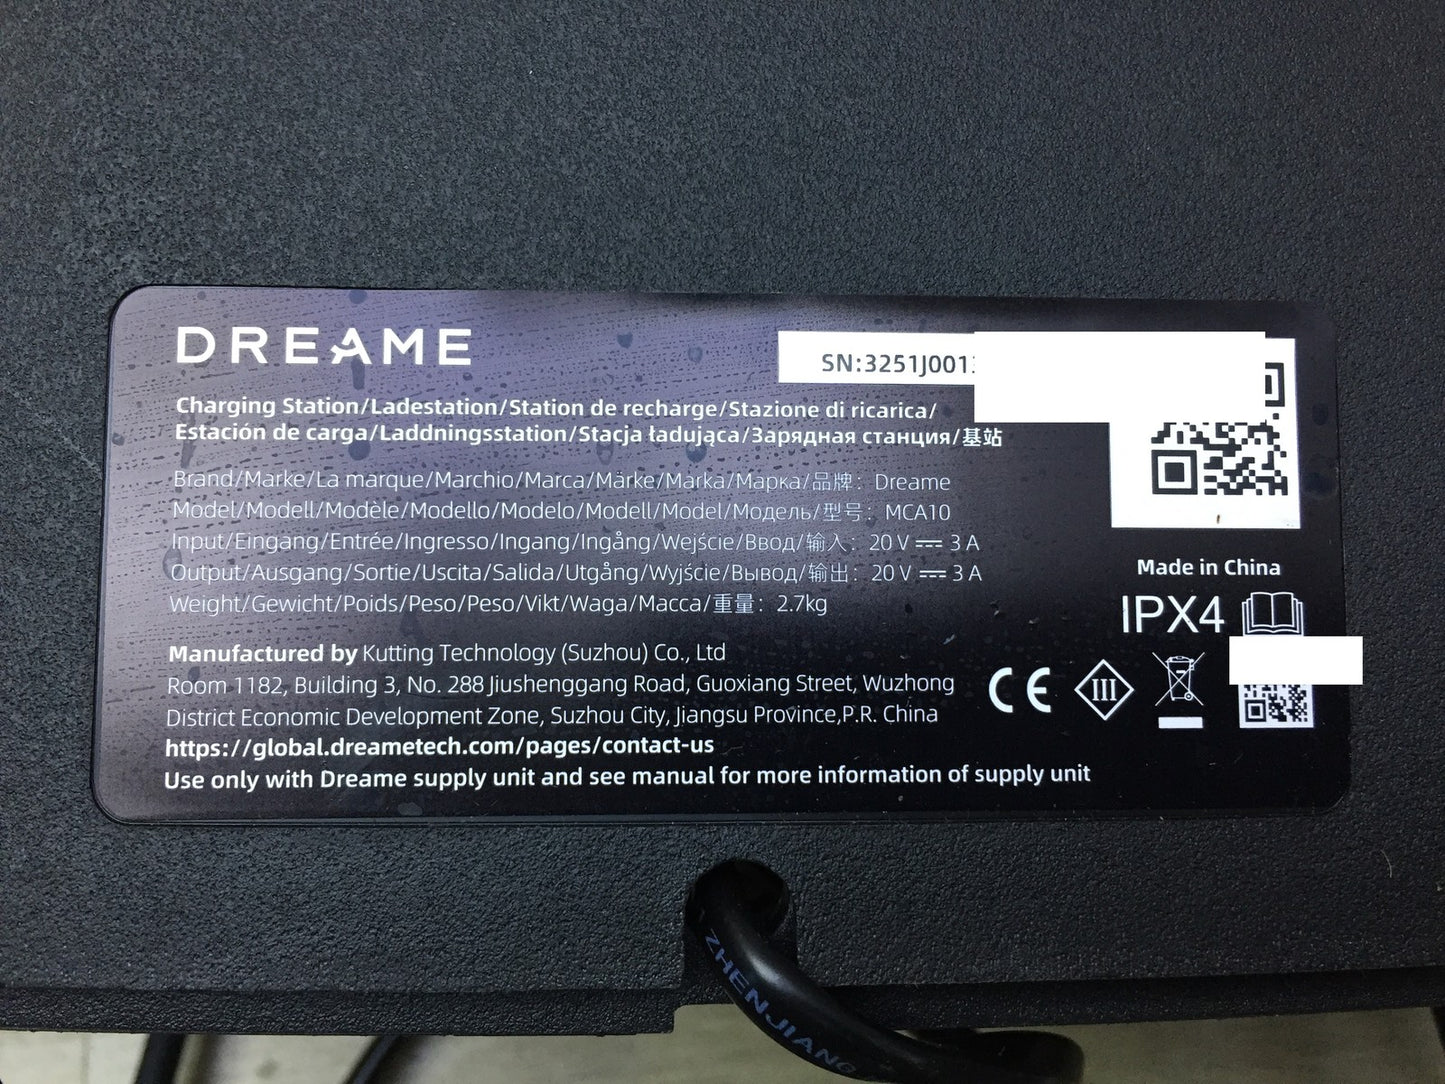 DREAME
SN:3251J001
Charging Station/Ladestation/Station de recharge/Stazione di ricarica/
Estación de carga/Laddningsstation/Stacja ładująca/Зарядная станция/基站
Brand/Marke/La marque/Marchio/Marca/Märke/Marka/Марка/品牌： Dreame
Model/Modell/Modèle/Modello/Modelo/Modell/Model/Модель/型号： MCA10
Input/Eingang/Entrée/Ingresso/Ingang/Ingång/Wejście/Ввод/输入： 20 V ⎓ 3 A
Output/Ausgang/Sortie/Uscita/Salida/Utgång/Wyjście/Вывод/输出： 20 V ⎓ 3 A
Weight/Gewicht/Poids/Peso/Peso/Vikt/Waga/Масса/重量： 2.7kg
Manufactured by Kutting Technology (Suzhou) Co., Ltd
Room 1182, Building 3, No. 288 Jiushenggang Road, Guoxiang Street, Wuzhong
District Economic Development Zone, Suzhou City, Jiangsu Province,P.R. China
https://global.dreametech.com/pages/contact-us
Use only with Dreame supply unit and see manual for more information of supply unit
Made in China
IPX4
CE
III
ZHENJIANG